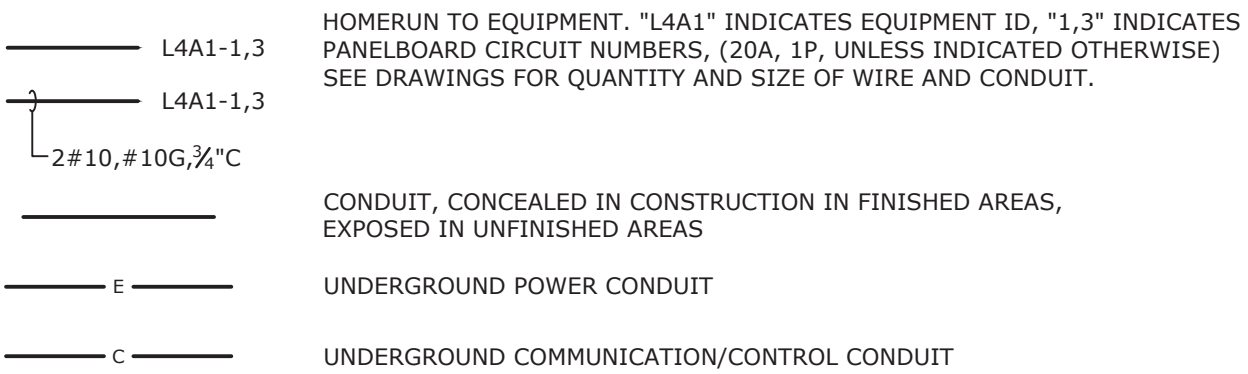 L4A1-1,3
HOMERUN TO EQUIPMENT. "L4A1" INDICATES EQUIPMENT ID, "1,3" INDICATES
PANELBOARD CIRCUIT NUMBERS, (20A, 1P, UNLESS INDICATED OTHERWISE)
SEE DRAWINGS FOR QUANTITY AND SIZE OF WIRE AND CONDUIT.
L4A1-1,3
2#10,#10G,¾"C
CONDUIT, CONCEALED IN CONSTRUCTION IN FINISHED AREAS,
EXPOSED IN UNFINISHED AREAS
E UNDERGROUND POWER CONDUIT
C UNDERGROUND COMMUNICATION/CONTROL CONDUIT